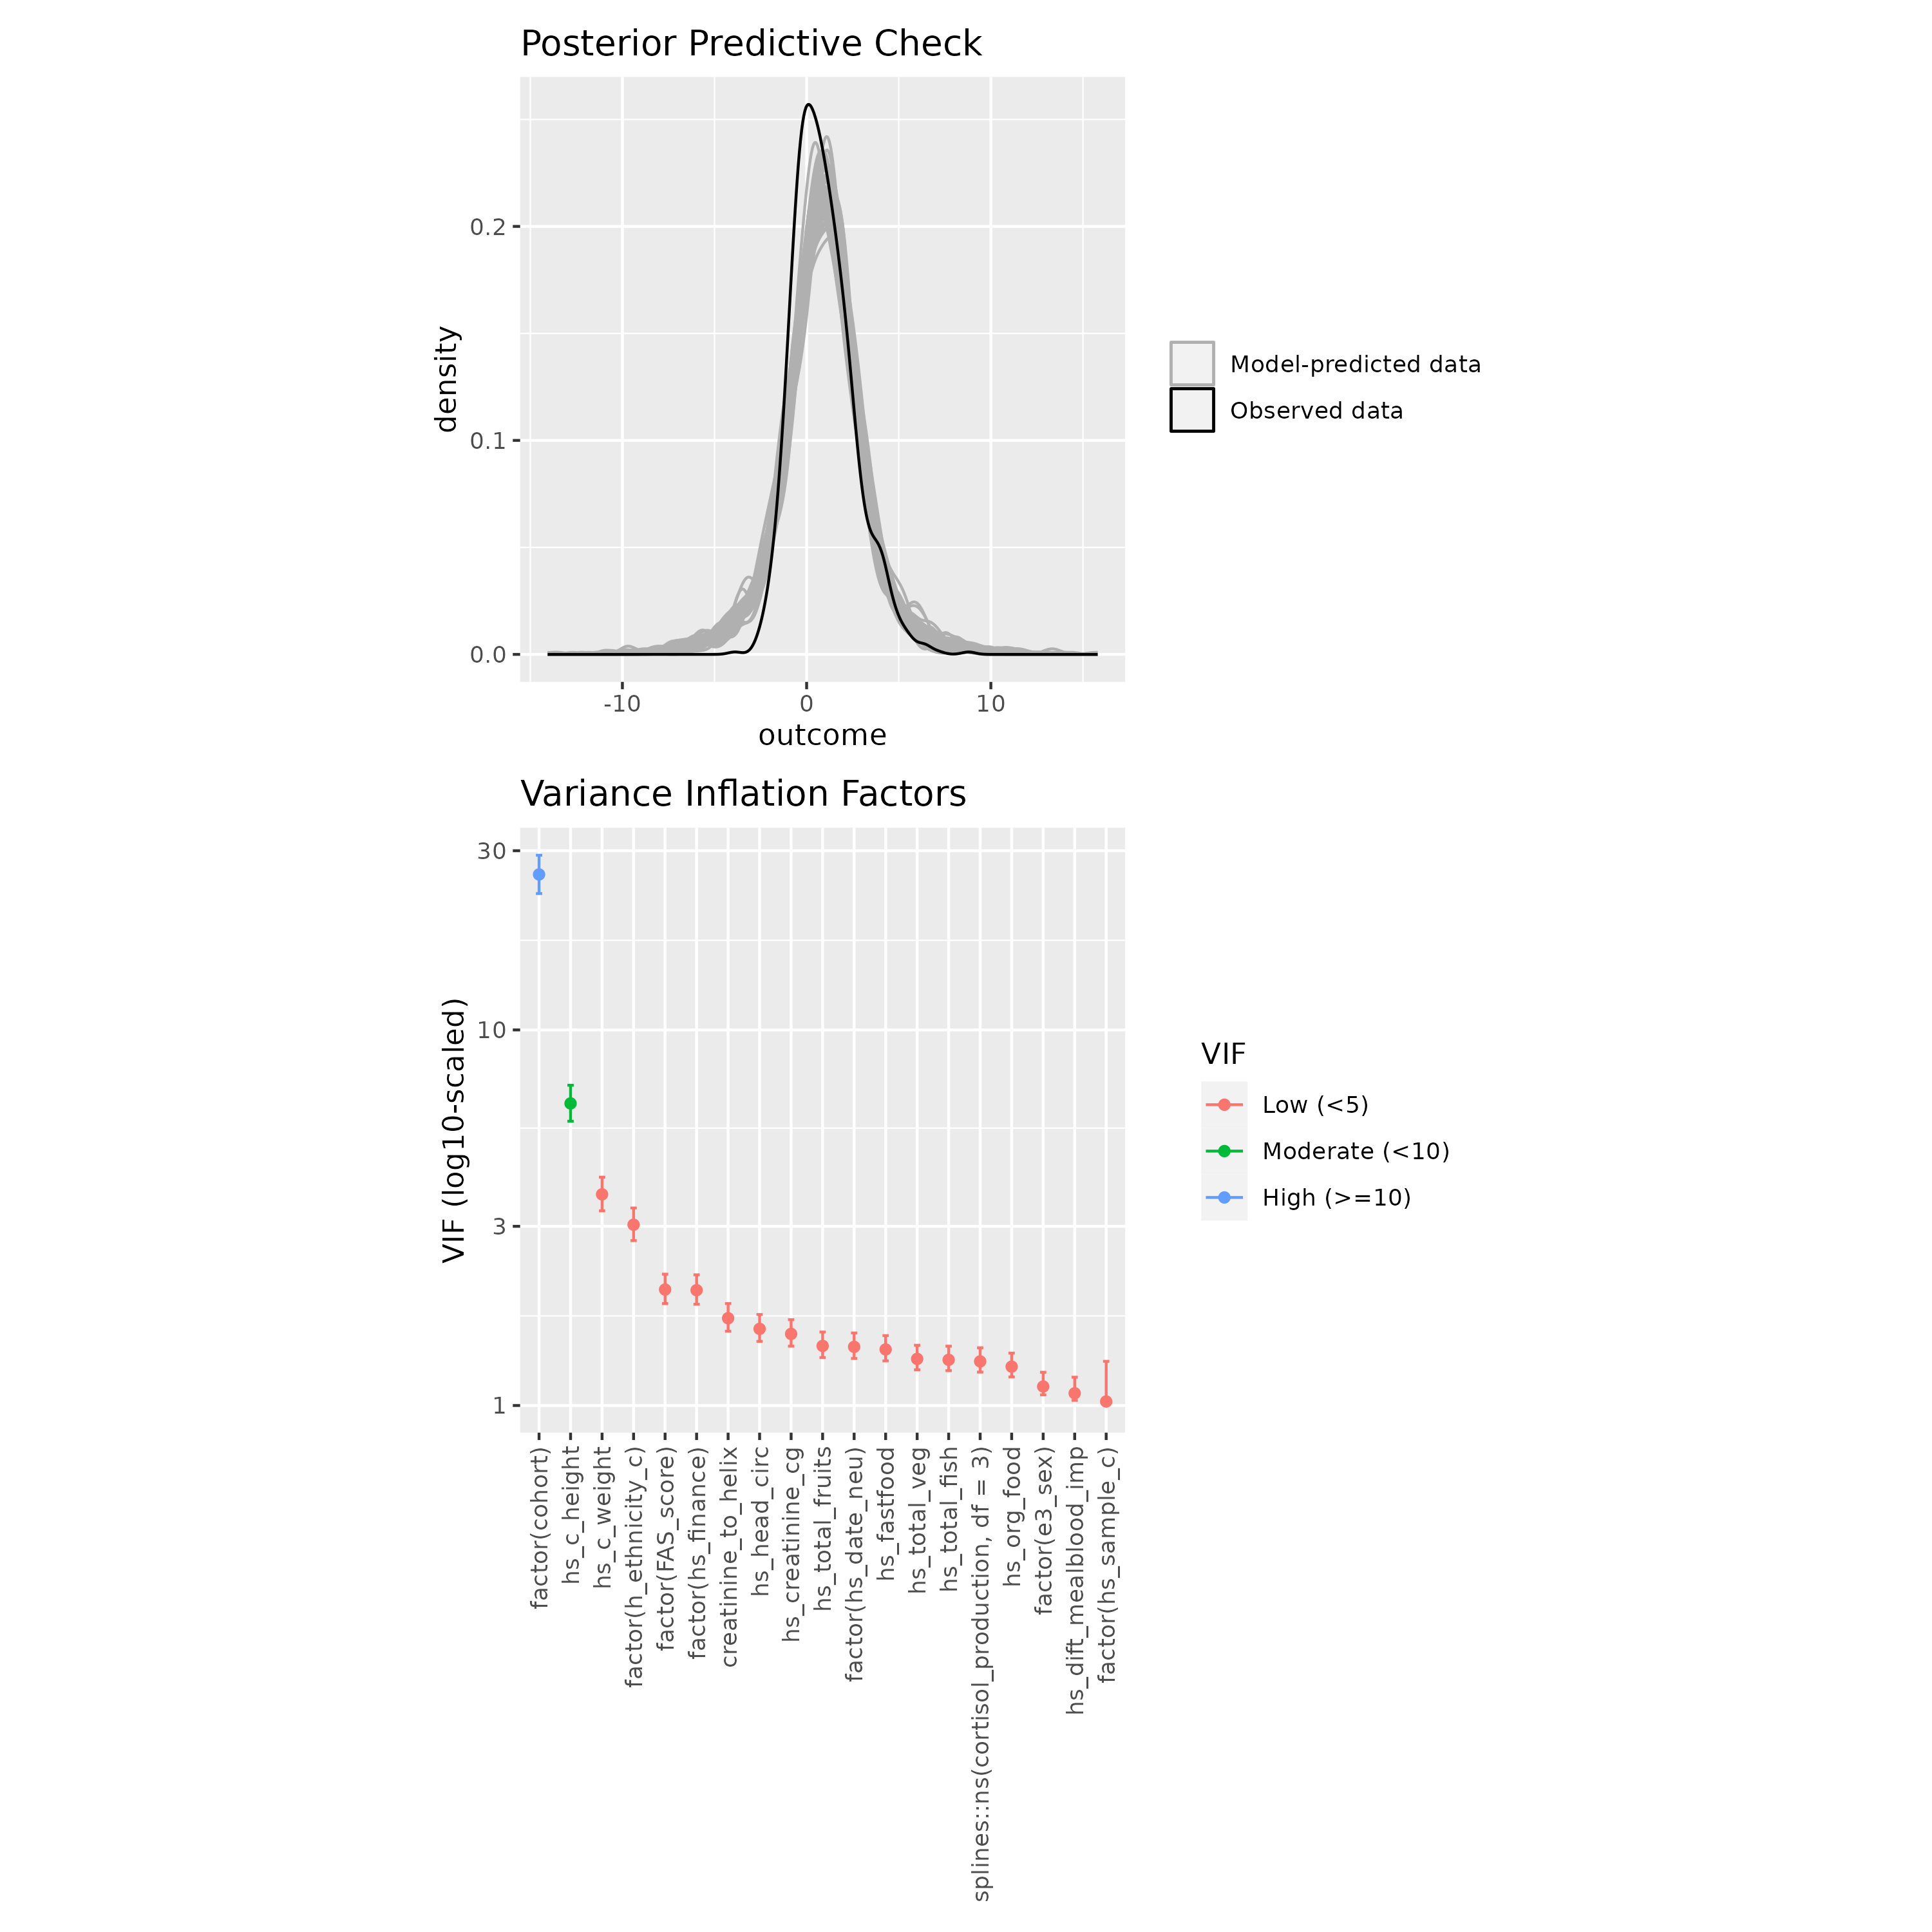 Posterior Predictive Check
density
0.2
0.1
0.0
-10
0
10
outcome
Model-predicted data
Observed data
Variance Inflation Factors
VIF (log10-scaled)
30
10
3
1
factor(cohort)
hs_c_height
hs_c_weight
factor(h_ethnicity_c)
factor(FAS_score)
factor(hs_finance)
creatinine_to_helix
hs_head_circ
hs_creatinine_cg
hs_total_fruits
factor(hs_date_neu)
hs_fastfood
hs_total_veg
hs_total_fish
splines::ns(cortisol_production, df = 3)
hs_org_food
factor(e3_sex)
hs_dift_mealblood_imp
factor(hs_sample_c)
VIF
Low (<5)
Moderate (<10)
High (>=10)